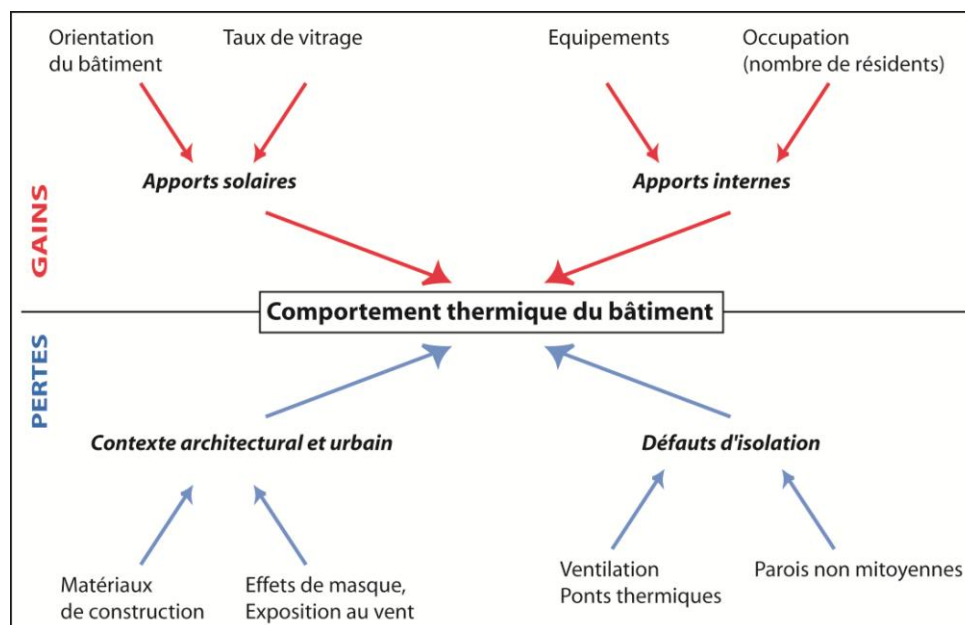 Orientation
du bâtiment
Taux de vitrage
Equipements
Occupation
(nombre de résidents)
Apports solaires
Apports internes
GAINS
Comportement thermique du bâtiment
PERTES
Contexte architectural et urbain
Défauts d'isolation
Matériaux
de construction
Effets de masque,
Exposition au vent
Ventilation
Ponts thermiques
Parois non mitoyennes